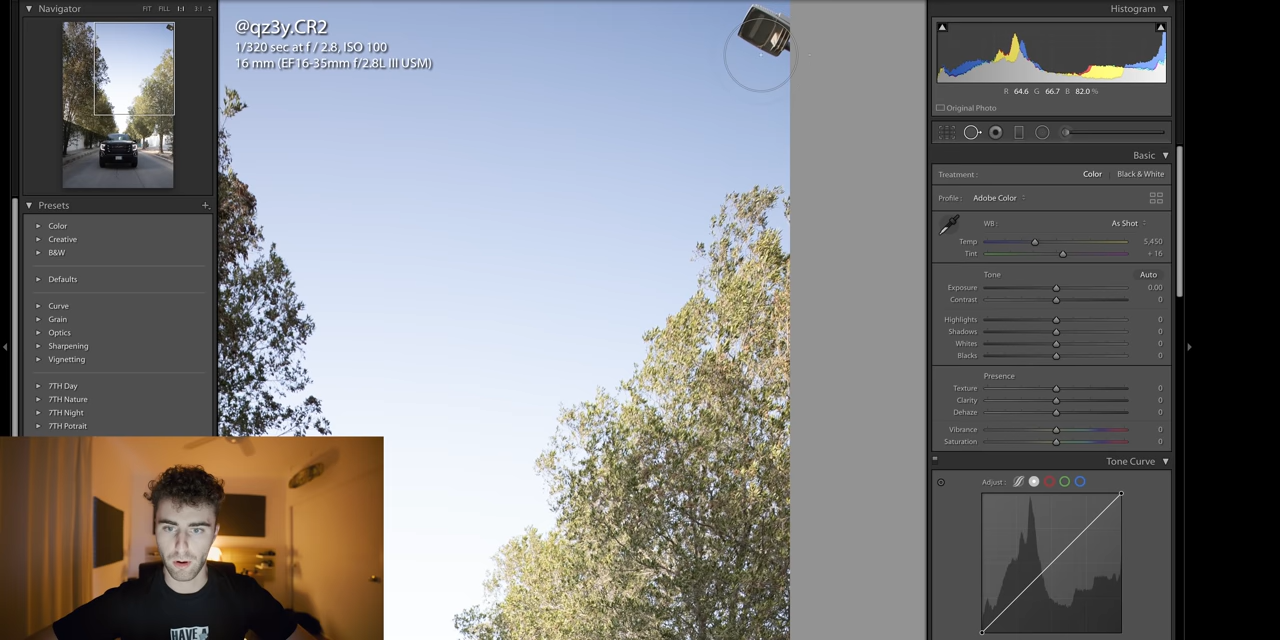 Navigator
FIT FILL 1:1 3:1
@qz3y.CR2
1/320 sec at f / 2.8, ISO 100
16 mm (EF16-35mm f/2.8L III USM)
Presets
Color
Creative
B&W
Defaults
Curve
Grain
Optics
Sharpening
Vignetting
7TH Day
7TH Nature
7TH Night
7TH Potrait
HAVE A
Histogram
R 64.6 G 66.7 B 82.0 %
Original Photo
Basic
Treatment : Color Black & White
Profile : Adobe Color
WB : As Shot
Temp 5,450
Tint + 16
Tone Auto
Exposure 0.00
Contrast 0
Highlights 0
Shadows 0
Whites 0
Blacks 0
Presence
Texture 0
Clarity 0
Dehaze 0
Vibrance 0
Saturation 0
Tone Curve
Adjust :